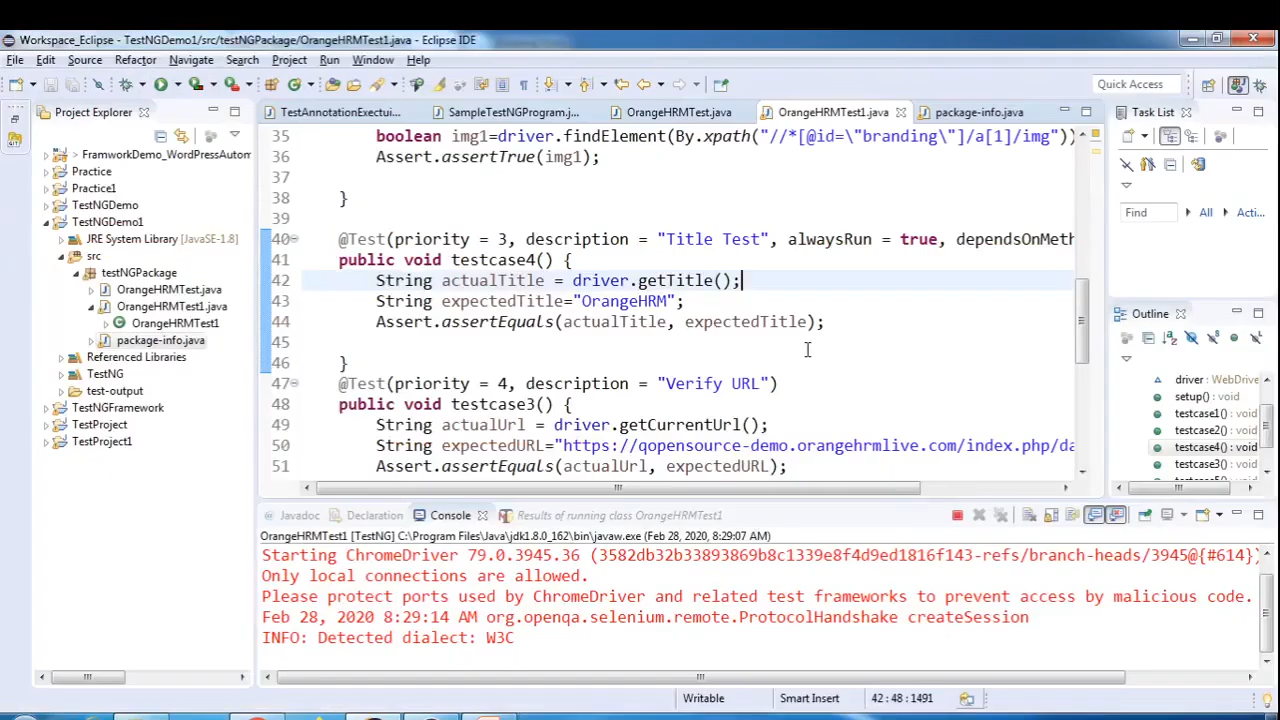 Workspace_Eclipse - TestNGDemo1/src/testNGPackage/OrangeHRMTest1.java - Eclipse IDE
File Edit Source Refactor Navigate Search Project Run Window Help
Quick Access
Project Explorer
TestAnnotationExectui...
SampleTestNGProgram.j...
OrangeHRMTest.java
OrangeHRMTest1.java
package-info.java
Task List
FramworkDemo_WordPressAutom
Practice
Practice1
TestNGDemo
TestNGDemo1
JRE System Library [JavaSE-1.8]
src
testNGPackage
OrangeHRMTest.java
OrangeHRMTest1.java
OrangeHRMTest1
package-info.java
Referenced Libraries
TestNG
test-output
TestNGFramework
TestProject
TestProject1
35 boolean img1=driver.findElement(By.xpath("//*[@id=\"branding\"]/a[1]/img"))
36 Assert.assertTrue(img1);
37
38 }
39
40 @Test(priority = 3, description = "Title Test", alwaysRun = true, dependsOnMeth
41 public void testcase4() {
42 String actualTitle = driver.getTitle();
43 String expectedTitle="OrangeHRM";
44 Assert.assertEquals(actualTitle, expectedTitle);
45
46 }
47 @Test(priority = 4, description = "Verify URL")
48 public void testcase3() {
49 String actualUrl = driver.getCurrentUrl();
50 String expectedURL="https://qopensource-demo.orangehrmlive.com/index.php/da
51 Assert.assertEquals(actualUrl, expectedURL);
Find All Acti...
Outline
driver : WebDrive
setup() : void
testcase1() : void
testcase2() : void
testcase4() : void
testcase3() : void
Javadoc Declaration Console Results of running class OrangeHRMTest1
OrangeHRMTest1 [TestNG] C:\Program Files\Java\jdk1.8.0_162\bin\javaw.exe (Feb 28, 2020, 8:29:07 AM)
Starting ChromeDriver 79.0.3945.36 (3582db32b33893869b8c1339e8f4d9ed1816f143-refs/branch-heads/3945@{#614})
Only local connections are allowed.
Please protect ports used by ChromeDriver and related test frameworks to prevent access by malicious code.
Feb 28, 2020 8:29:14 AM org.openqa.selenium.remote.ProtocolHandshake createSession
INFO: Detected dialect: W3C
Writable Smart Insert 42 : 48 : 1491